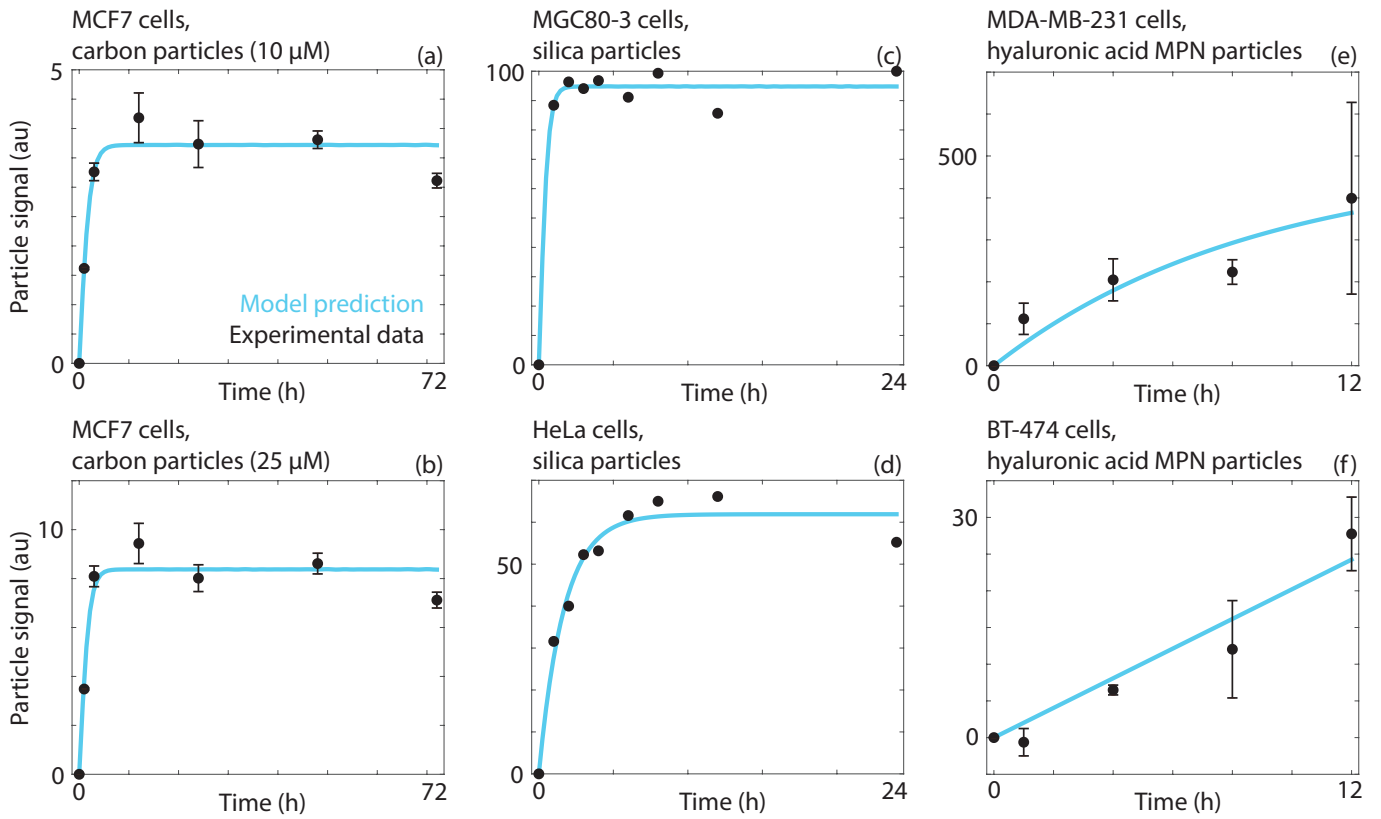 MCF7 cells,
carbon particles (10 µM)
(a)
5
0
Particle signal (au)
Model prediction
Experimental data
0
72
Time (h)
MGC80-3 cells,
silica particles
(c)
100
0
0
24
Time (h)
MDA-MB-231 cells,
hyaluronic acid MPN particles
(e)
500
0
0
12
Time (h)
MCF7 cells,
carbon particles (25 µM)
(b)
10
0
Particle signal (au)
0
72
Time (h)
HeLa cells,
silica particles
(d)
50
0
0
24
Time (h)
BT-474 cells,
hyaluronic acid MPN particles
(f)
30
0
0
12
Time (h)